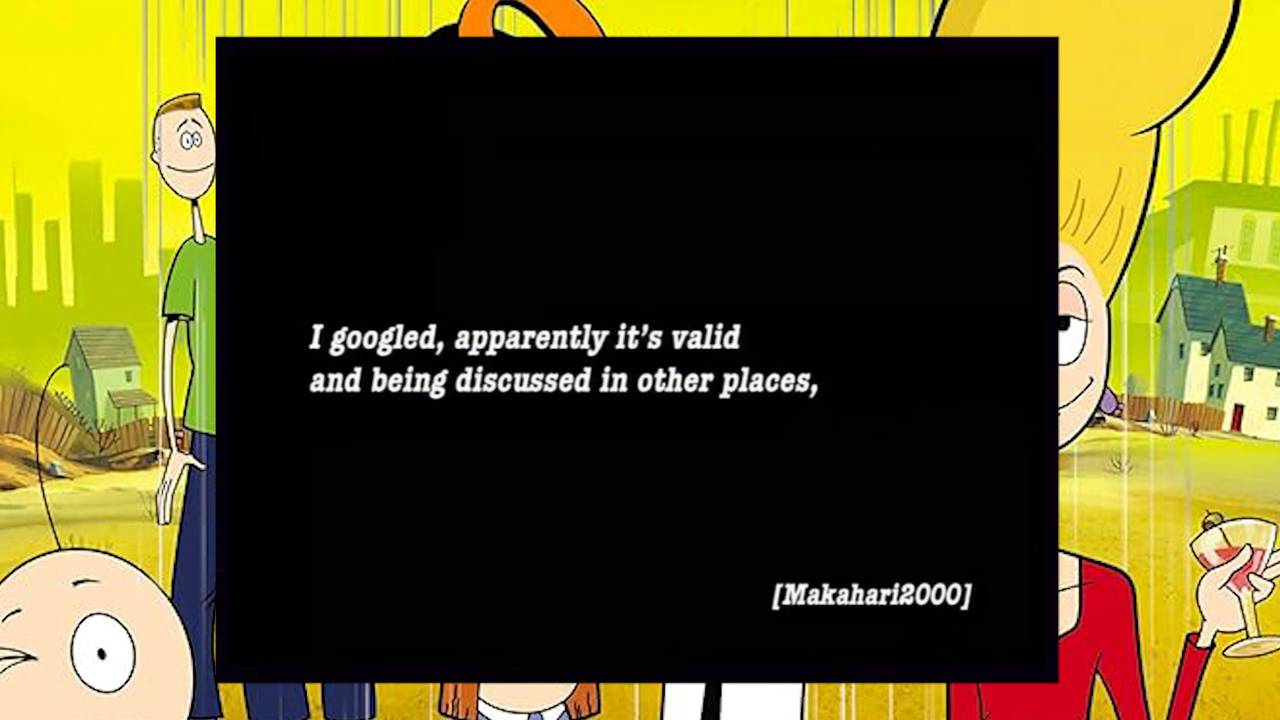 I googled, apparently it's valid
and being discussed in other places,
[Makahari2000]